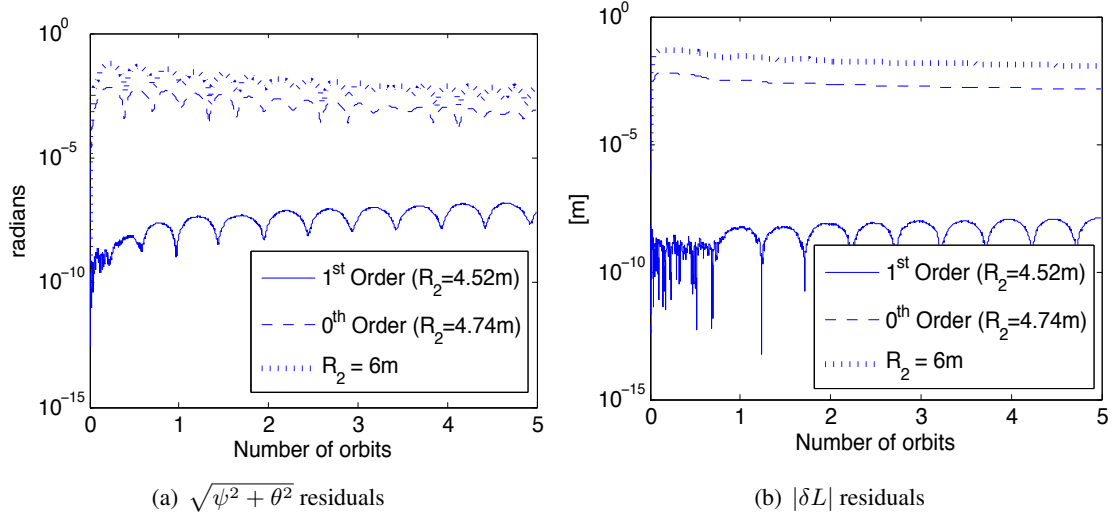 10^0
10^-5
10^-10
10^-15
radians
0 1 2 3 4 5
Number of orbits
1^st Order (R_2=4.52m)
0^th Order (R_2=4.74m)
R_2 = 6m
(a) √ψ² + θ² residuals
10^0
10^-5
10^-10
10^-15
[m]
0 1 2 3 4 5
Number of orbits
1^st Order (R_2=4.52m)
0^th Order (R_2=4.74m)
R_2 = 6m
(b) |δL| residuals